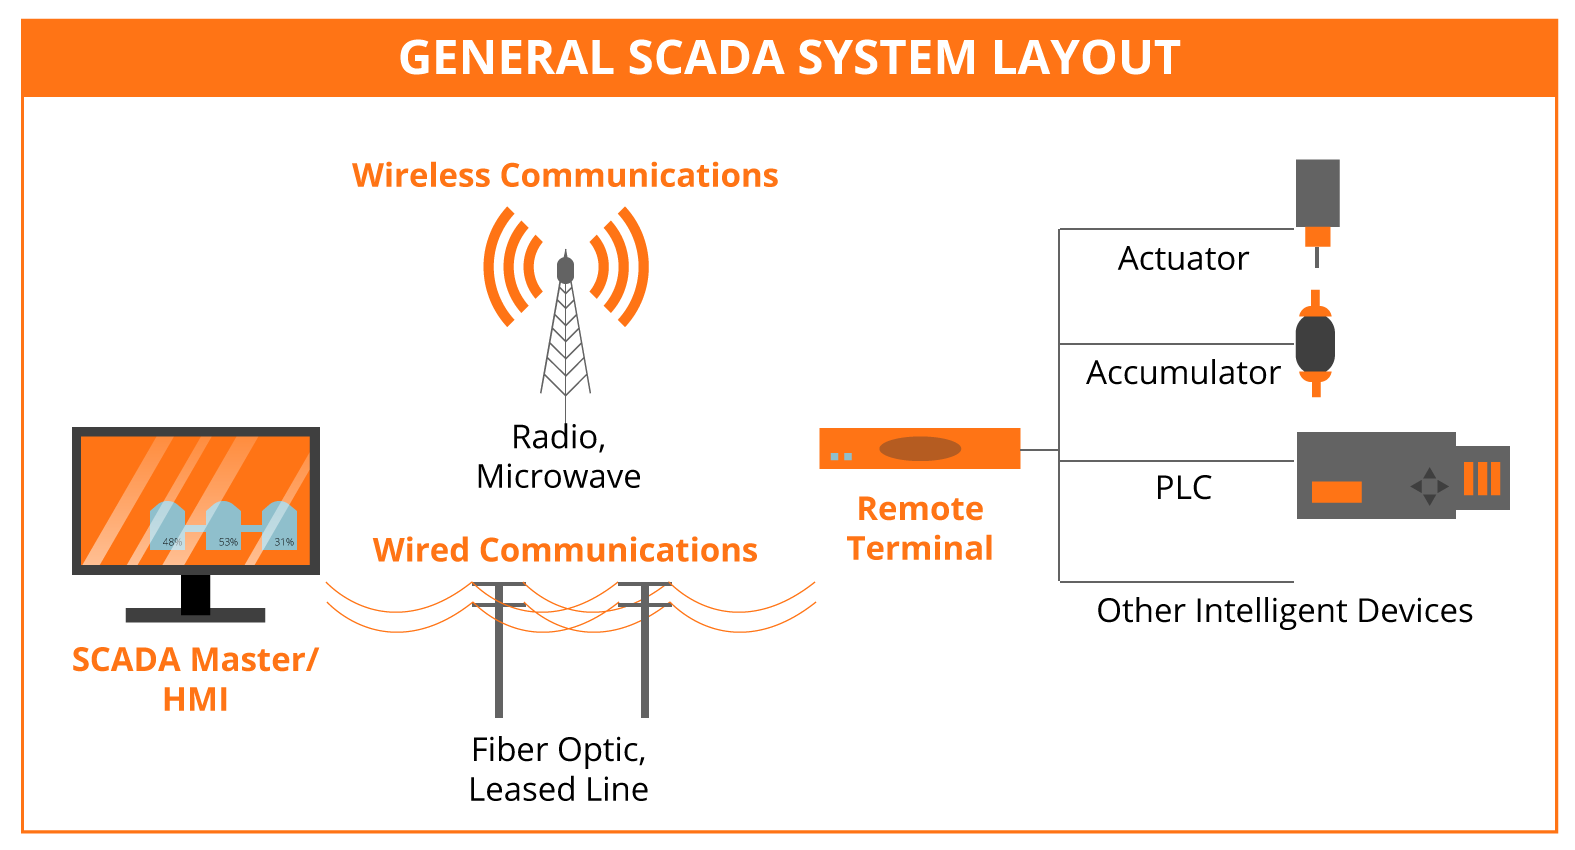 GENERAL SCADA SYSTEM LAYOUT
Wireless Communications
Radio,
Microwave
Wired Communications
Fiber Optic,
Leased Line
48%
53%
31%
SCADA Master/
HMI
Remote
Terminal
Actuator
Accumulator
PLC
Other Intelligent Devices